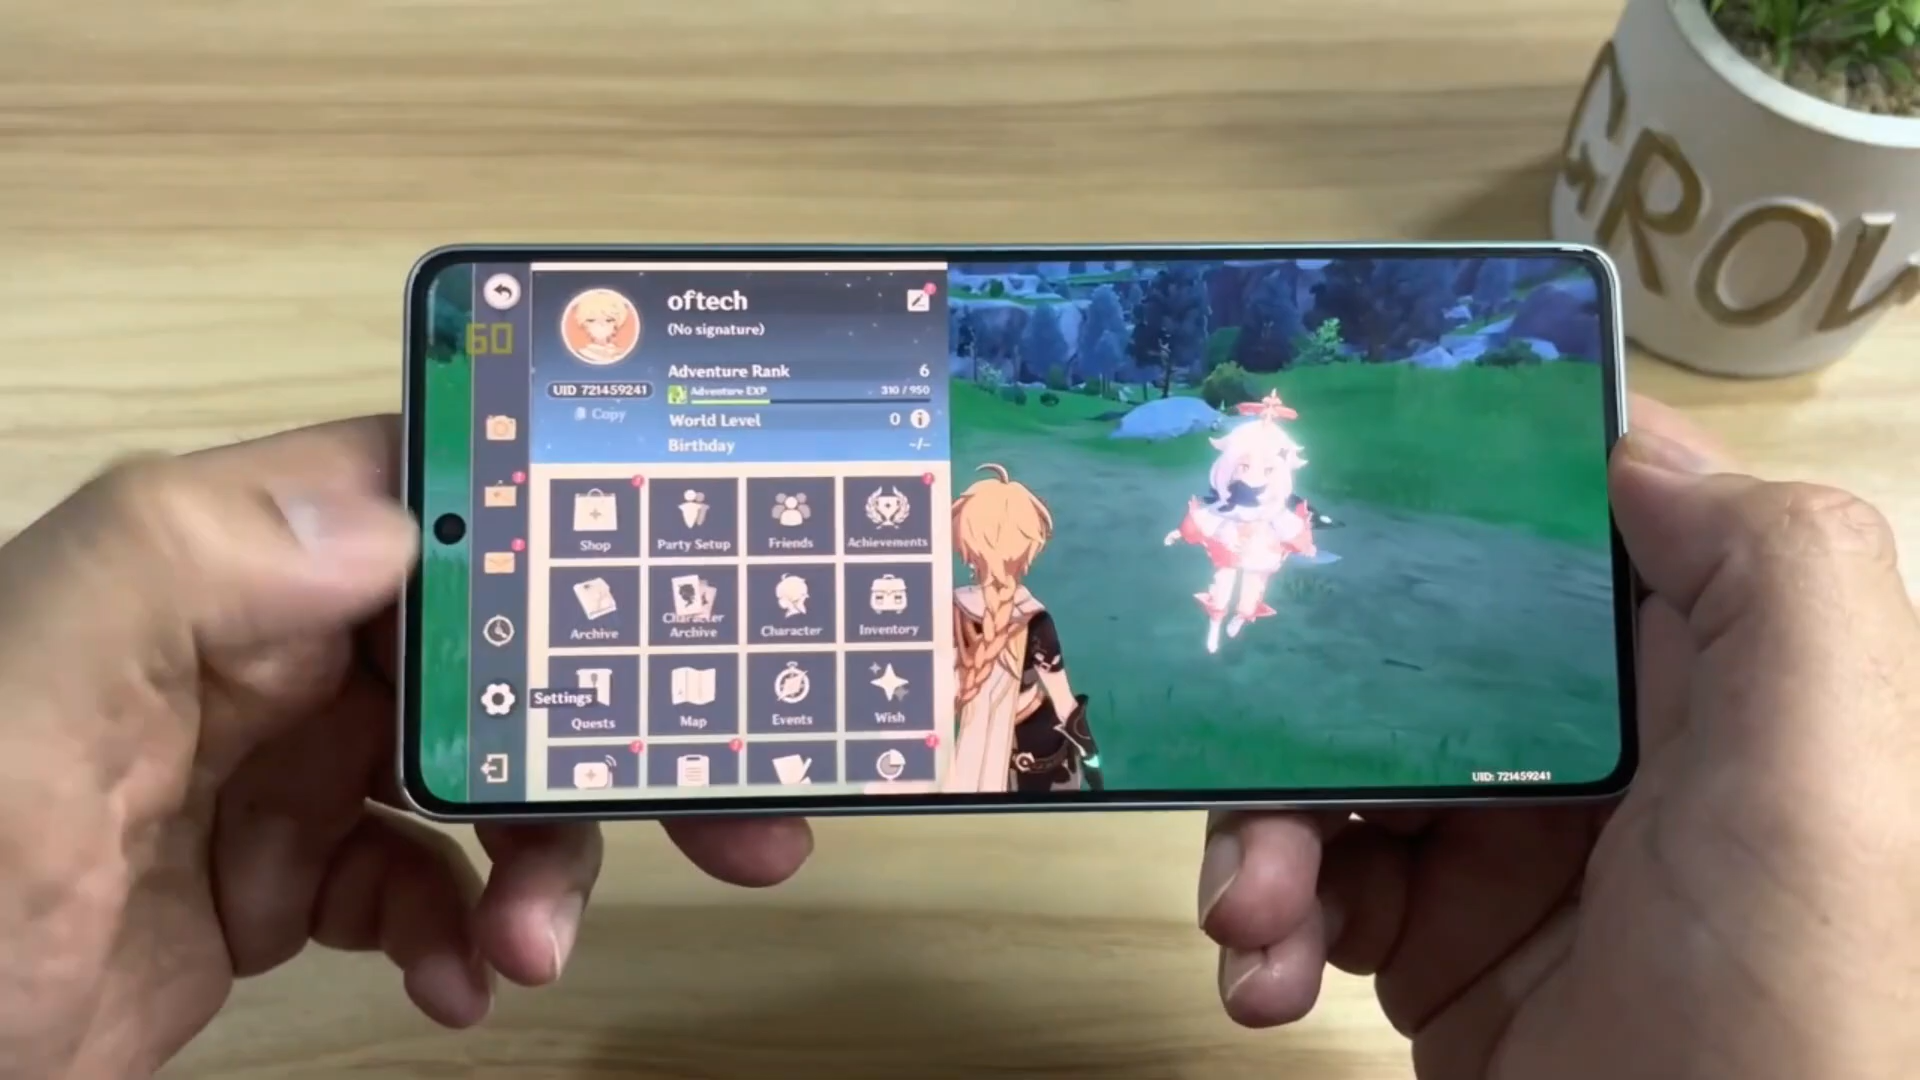 GROW
60
oftech
(No signature)
Adventure Rank 6
UID 721459241
Adventure EXP 310 / 950
Copy
World Level 0
Birthday -/-
Shop
Party Setup
Friends
Achievements
Archive
Character
Archive
Character
Inventory
Settings
Quests
Map
Events
Wish
UID: 721459241